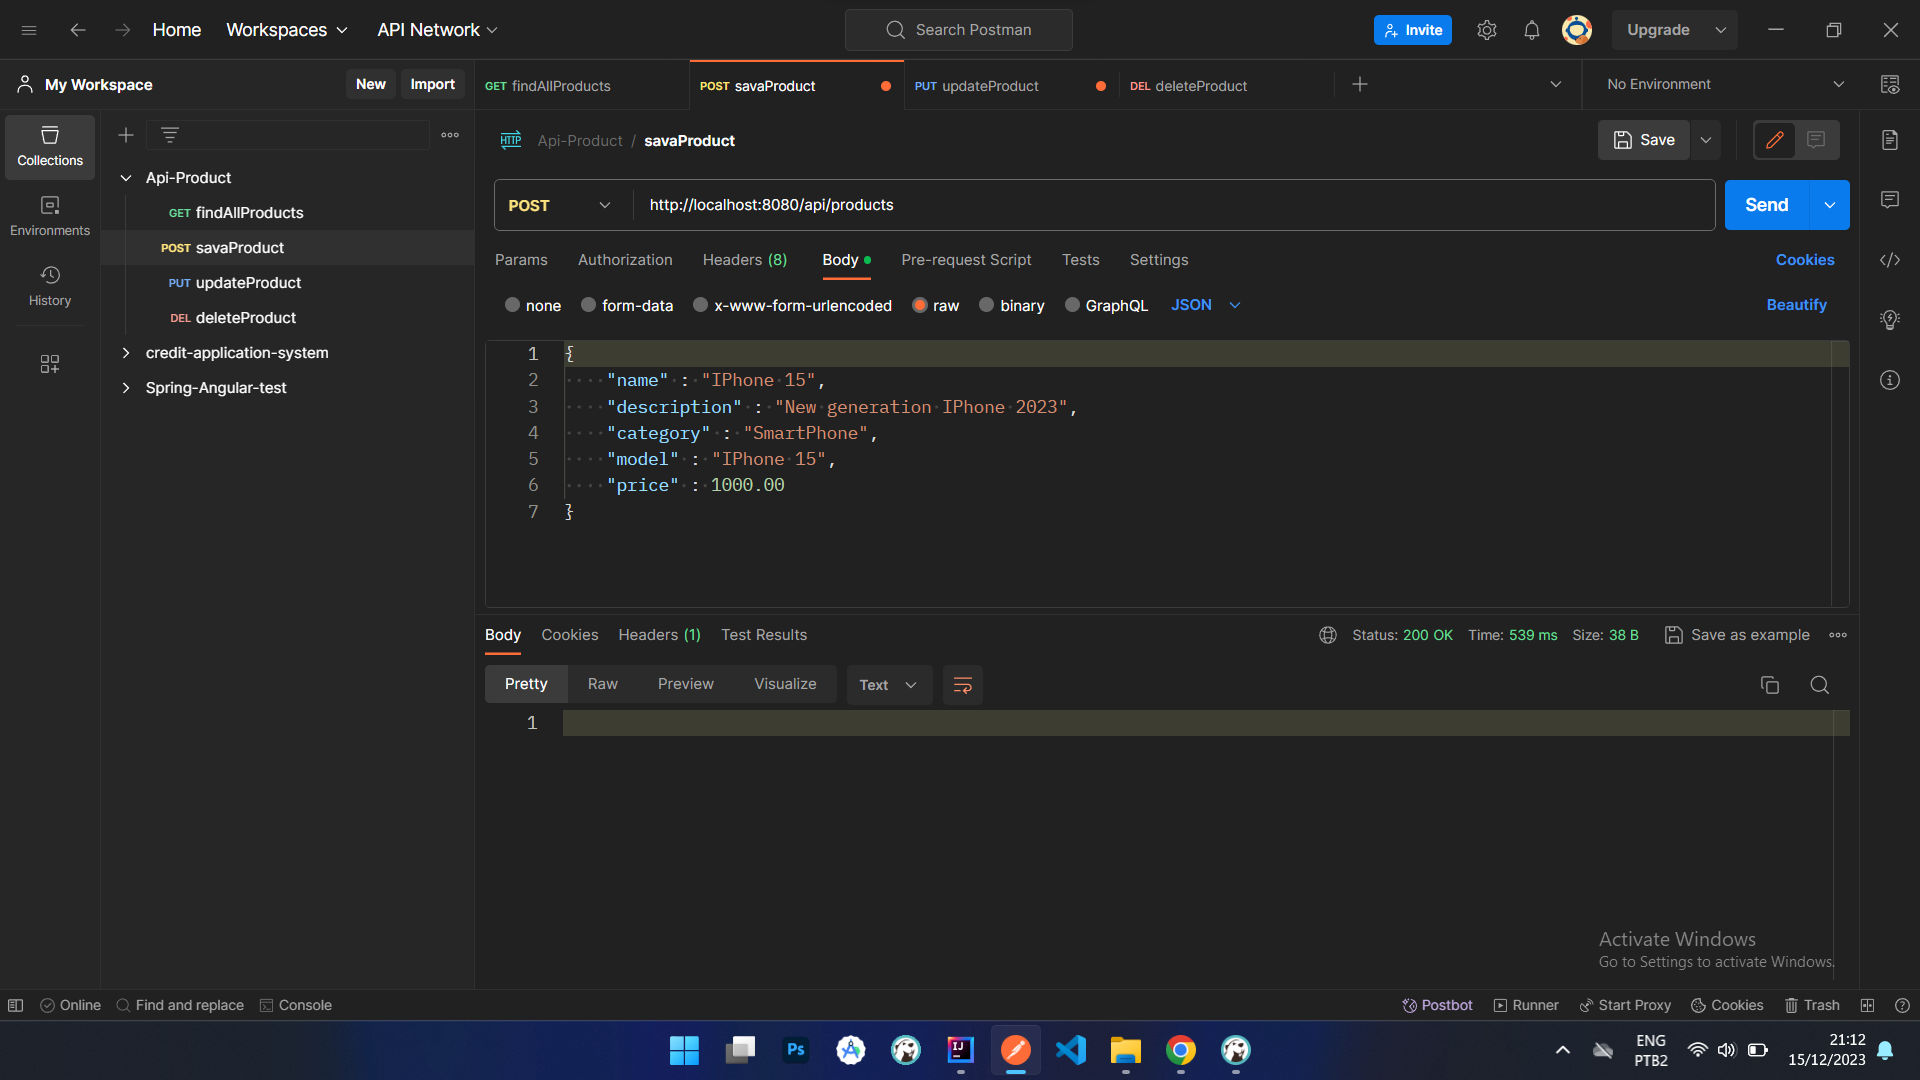 Home Workspaces API Network Search Postman Invite Upgrade
My Workspace New Import GET findAllProducts POST savaProduct PUT updateProduct DEL deleteProduct No Environment
Collections
Environments
History
Api-Product
GET findAllProducts
POST savaProduct
PUT updateProduct
DEL deleteProduct
credit-application-system
Spring-Angular-test
HTTP Api-Product / savaProduct Save
POST http://localhost:8080/api/products Send
Params Authorization Headers (8) Body Pre-request Script Tests Settings Cookies
none form-data x-www-form-urlencoded raw binary GraphQL JSON Beautify
1 {
2 "name" : "IPhone 15",
3 "description" : "New generation IPhone 2023",
4 "category" : "SmartPhone",
5 "model" : "IPhone 15",
6 "price" : 1000.00
7 }
Body Cookies Headers (1) Test Results Status: 200 OK Time: 539 ms Size: 38 B Save as example
Pretty Raw Preview Visualize Text
1
Activate Windows
Go to Settings to activate Windows.
Online Find and replace Console Postbot Runner Start Proxy Cookies Trash
Ps IJ ENG 21:12
PTB2 15/12/2023